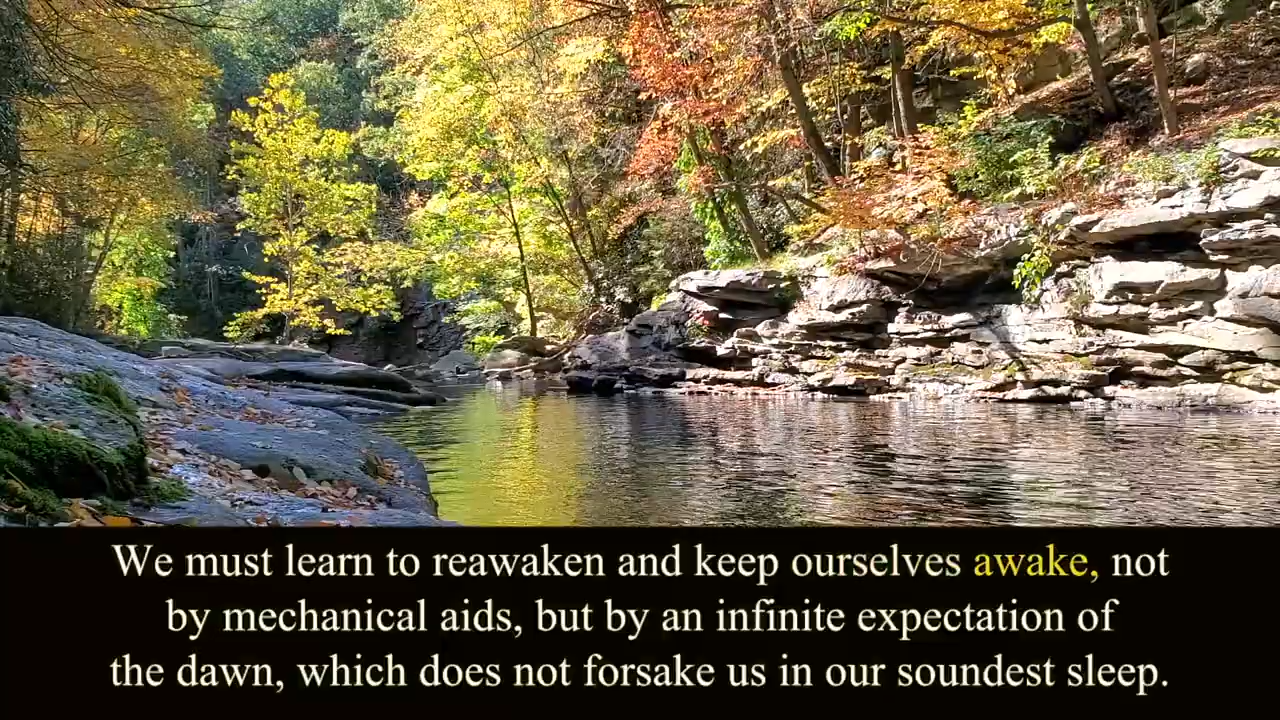 We must learn to reawaken and keep ourselves awake, not
by mechanical aids, but by an infinite expectation of
the dawn, which does not forsake us in our soundest sleep.